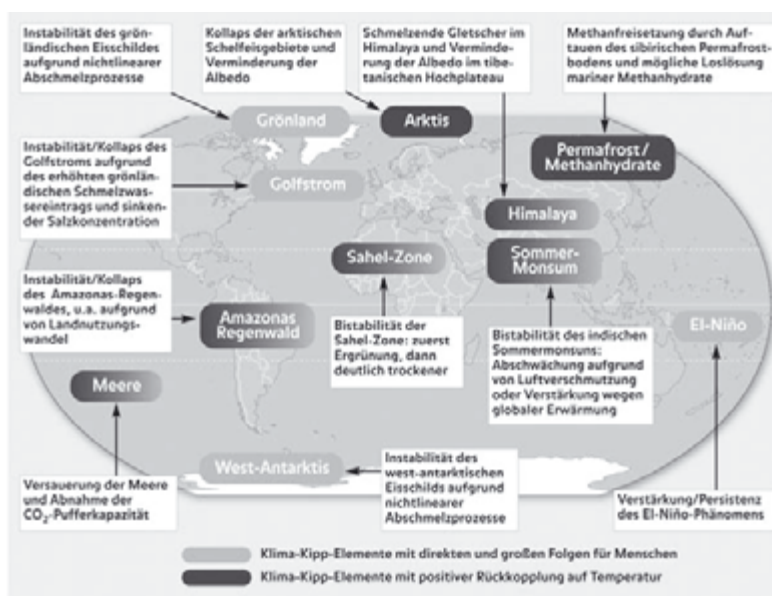 Instabilität des grön-
ländischen Eisschildes
aufgrund nichtlinearer
Abschmelzprozesse
Kollaps der arktischen
Schelfeisgebiete und
Verminderung der
Albedo
Schmelzende Gletscher im
Himalaya und Verminde-
rung der Albedo im tibe-
tanischen Hochplateau
Methanfreisetzung durch Auf-
tauen des sibirischen Permafrost-
bodens und mögliche Loslösung
mariner Methanhydrate
Grönland
Arktis
Permafrost/
Methanhydrate
Instabilität/Kollaps des
Golfstroms aufgrund
des erhöhten grönlän-
dischen Schmelzwas-
sereintrags und sinken-
der Salzkonzentration
Golfstrom
Himalaya
Sahel-Zone
Sommer-
Monsum
Instabilität/Kollaps
des Amazonas-Regen-
waldes, u.a. aufgrund
von Landnutzungs-
wandel
Amazonas
Regenwald
Bistabilität der
Sahel-Zone: zuerst
Ergrünung, dann
deutlich trockener
Bistabilität des indischen
Sommermonsuns:
Abschwächung aufgrund
von Luftverschmutzung
oder Verstärkung wegen
globaler Erwärmung
El-Niño
Meere
West-Antarktis
Instabilität des
west-antarktischen
Eisschilds aufgrund
nichtlinearer
Abschmelzprozesse
Versauerung der Meere
und Abnahme der
CO₂-Pufferkapazität
Verstärkung/Persistenz
des El-Niño-Phänomens
Klima-Kipp-Elemente mit direkten und großen Folgen für Menschen
Klima-Kipp-Elemente mit positiver Rückkopplung auf Temperatur